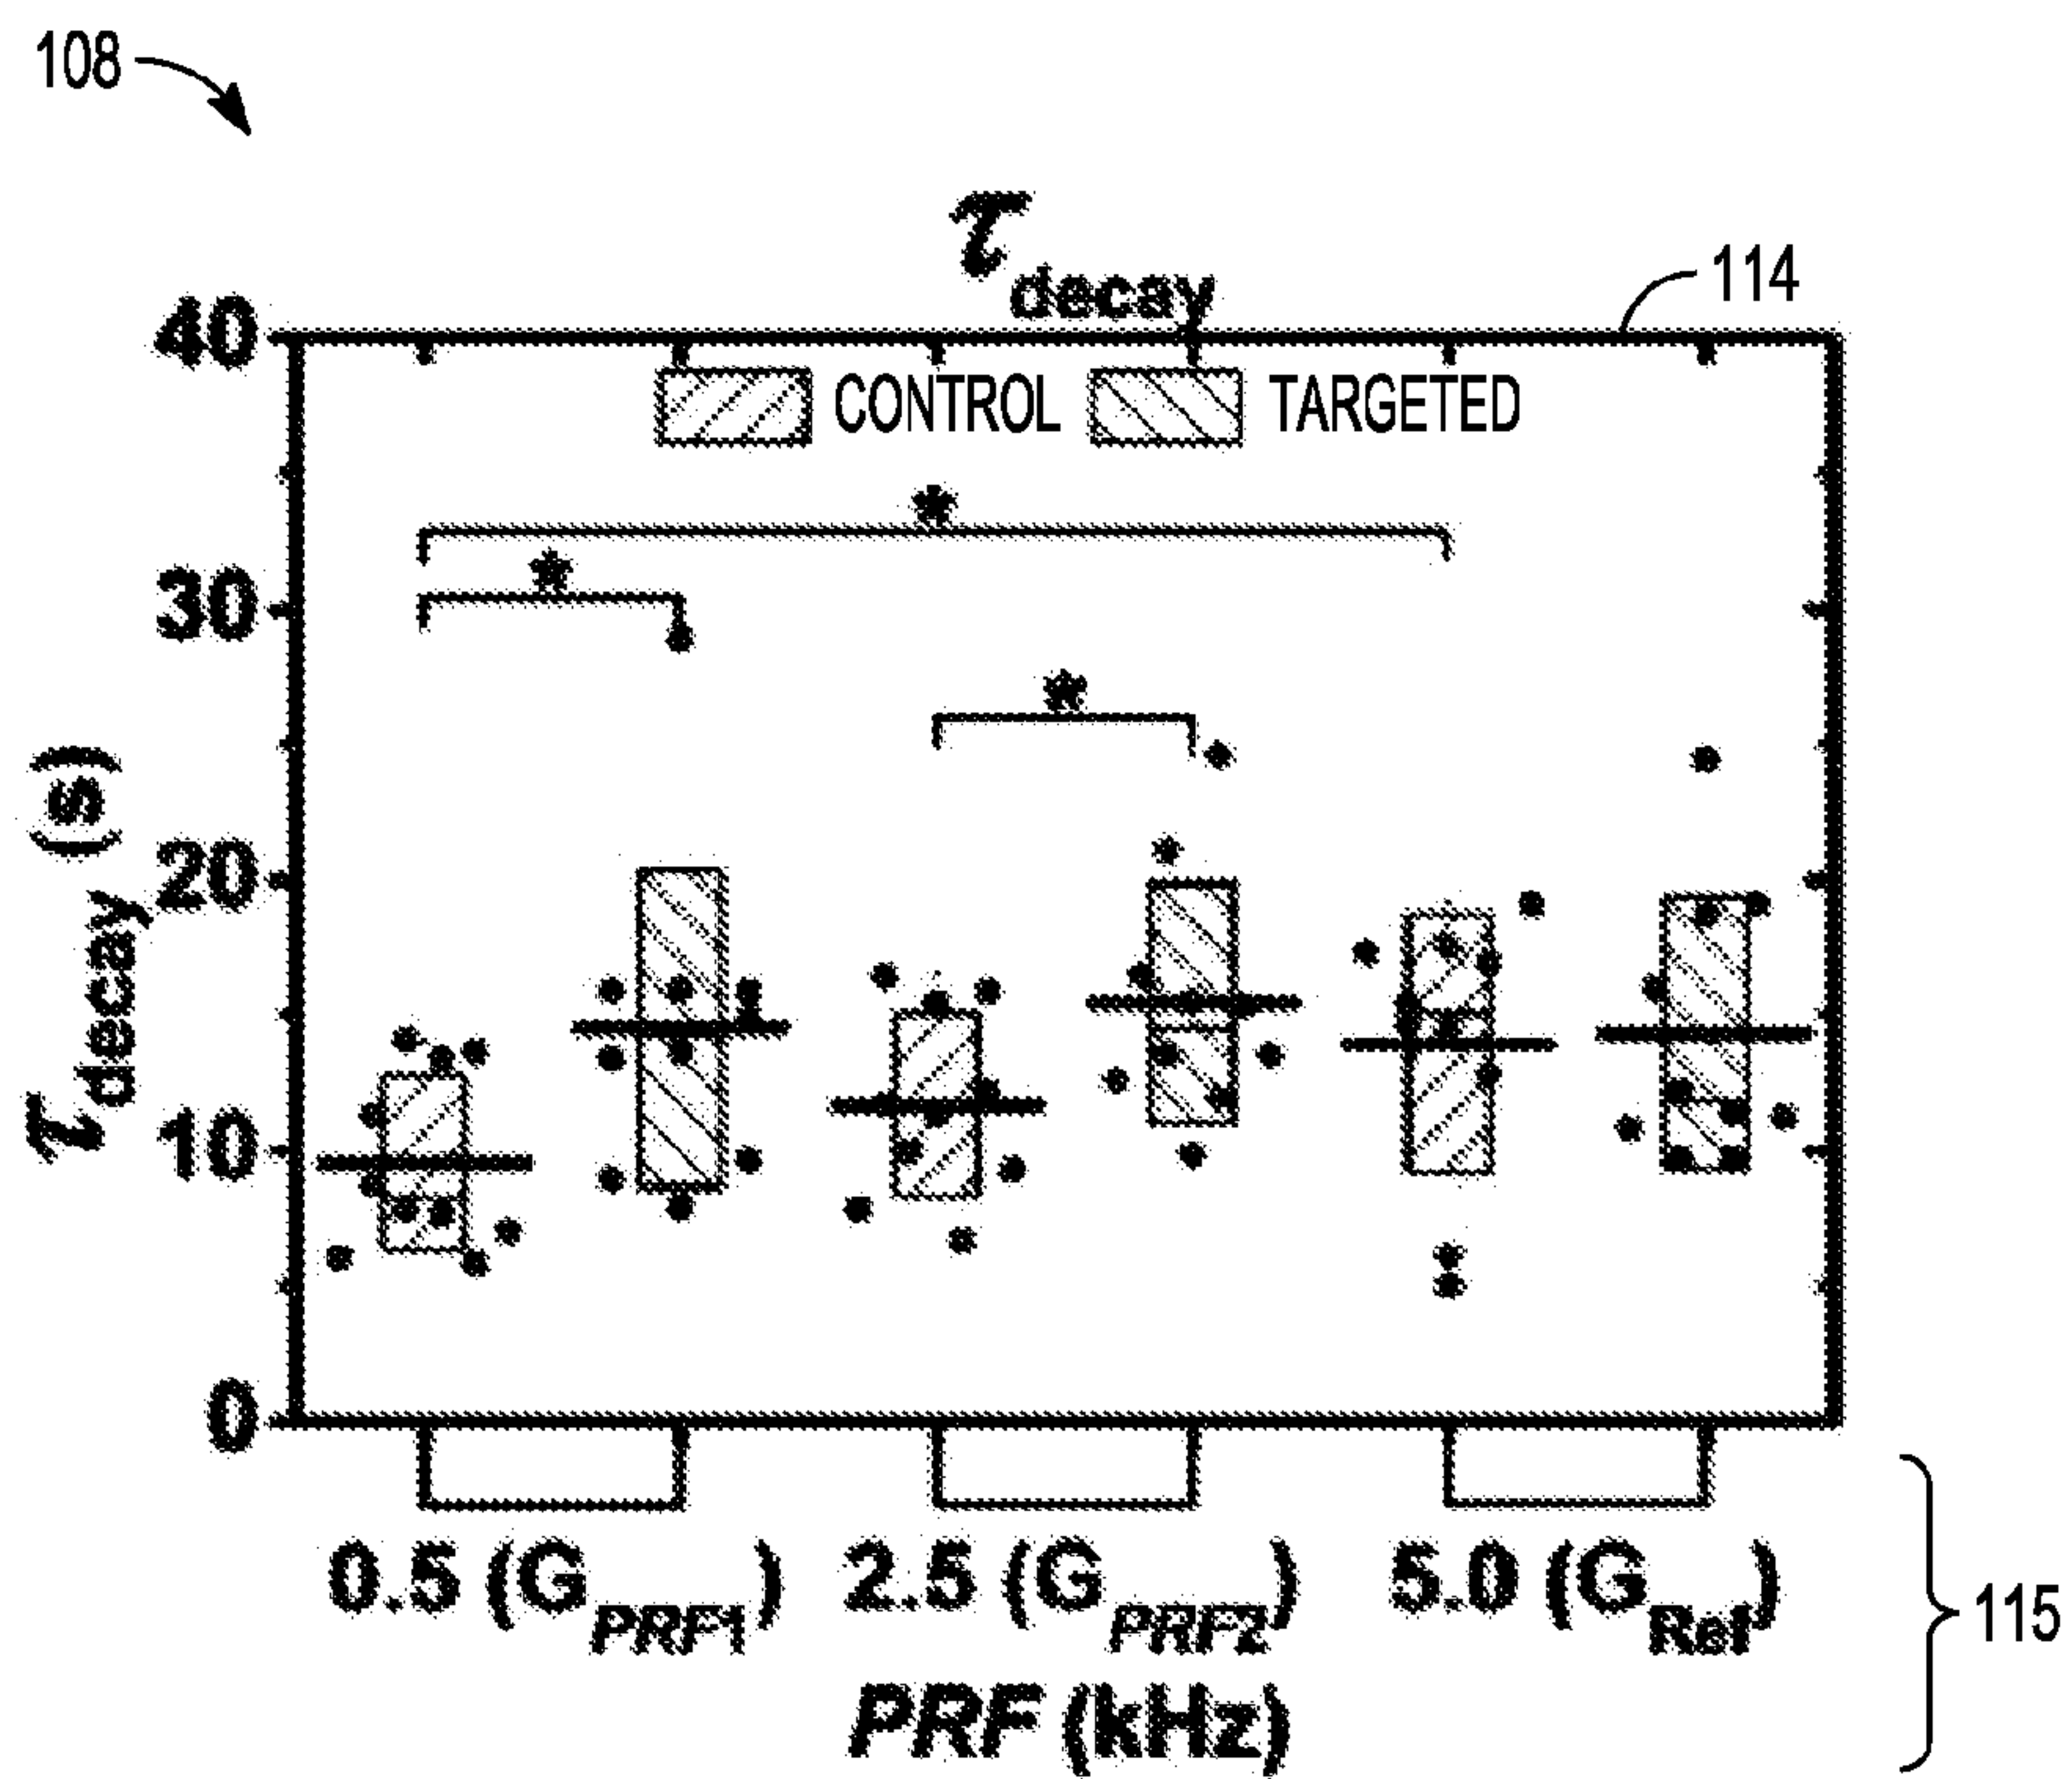 108
τdecay
114
40
CONTROL TARGETED
*
*
30
*
τdecay (s)
20
10
0
0.5 (GPRF1) 2.5 (GPRF2) 5.0 (GRef)
115
PRF (kHz)